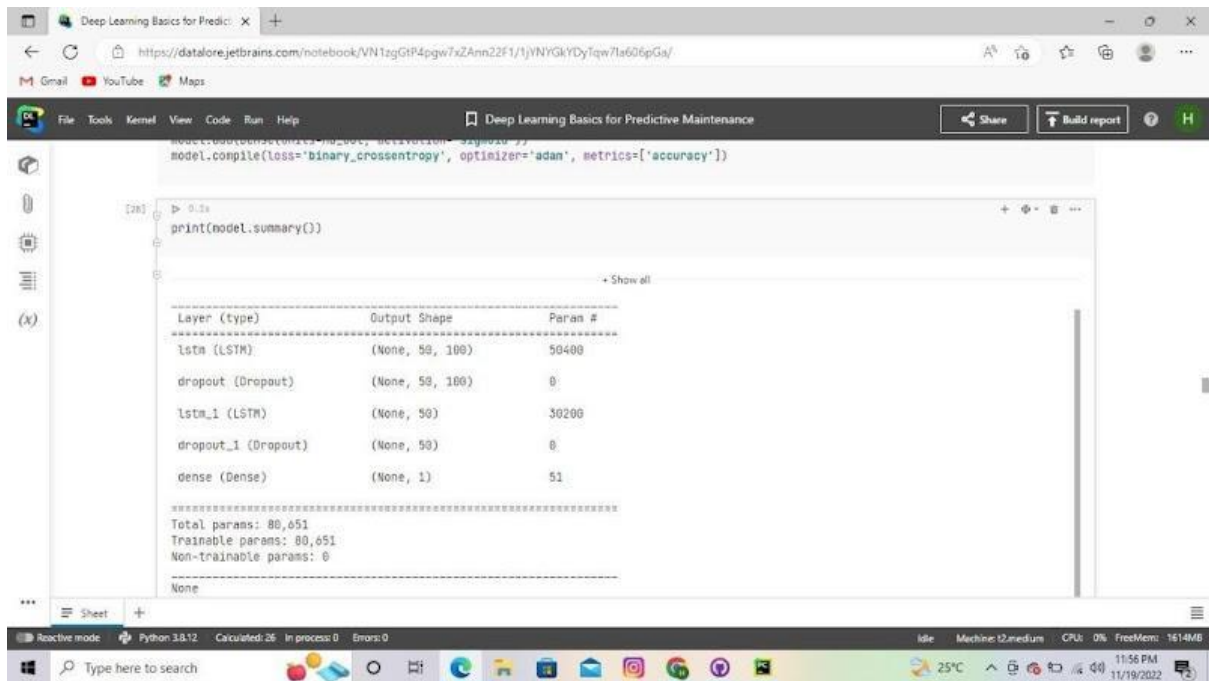 Deep Learning Basics for Predic
https://datalore.jetbrains.com/notebook/VN1zgGtP4pgw7xZAnn22F1/1jYNYGkYDyTqw7Ia606pGa/
Gmail YouTube Maps
File Tools Kernel View Code Run Help Deep Learning Basics for Predictive Maintenance Share Build report ? H
model.compile(loss='binary_crossentropy', optimizer='adam', metrics=['accuracy'])
[28] 0.1s
print(model.summary())
+ Show all
Layer (type) Output Shape Param #
lstm (LSTM) (None, 50, 100) 50400
dropout (Dropout) (None, 50, 100) 0
lstm_1 (LSTM) (None, 50) 30200
dropout_1 (Dropout) (None, 50) 0
dense (Dense) (None, 1) 51
Total params: 80,651
Trainable params: 80,651
Non-trainable params: 0
None
Sheet +
Reactive mode Python 3.8.12 Calculated: 26 In process: 0 Errors: 0 Idle Machine: t2.medium CPU: 0% FreeMem: 1614MB
Type here to search 25°C 11:56 PM
11/19/2022